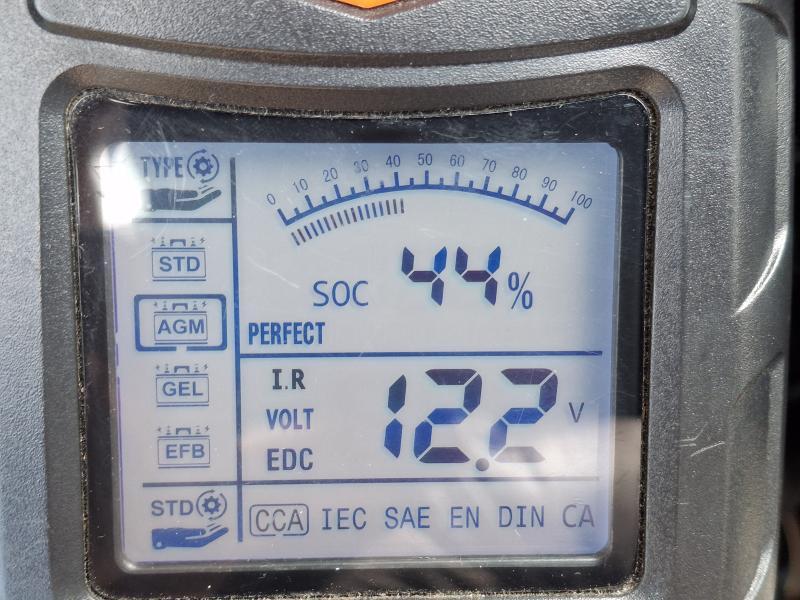 TYPE
0 10 20 30 40 50 60 70 80 90 100
STD
SOC 44%
AGM
PERFECT
GEL
I.R
VOLT 12.2 V
EFB
EDC
STD
CCA IEC SAE EN DIN CA